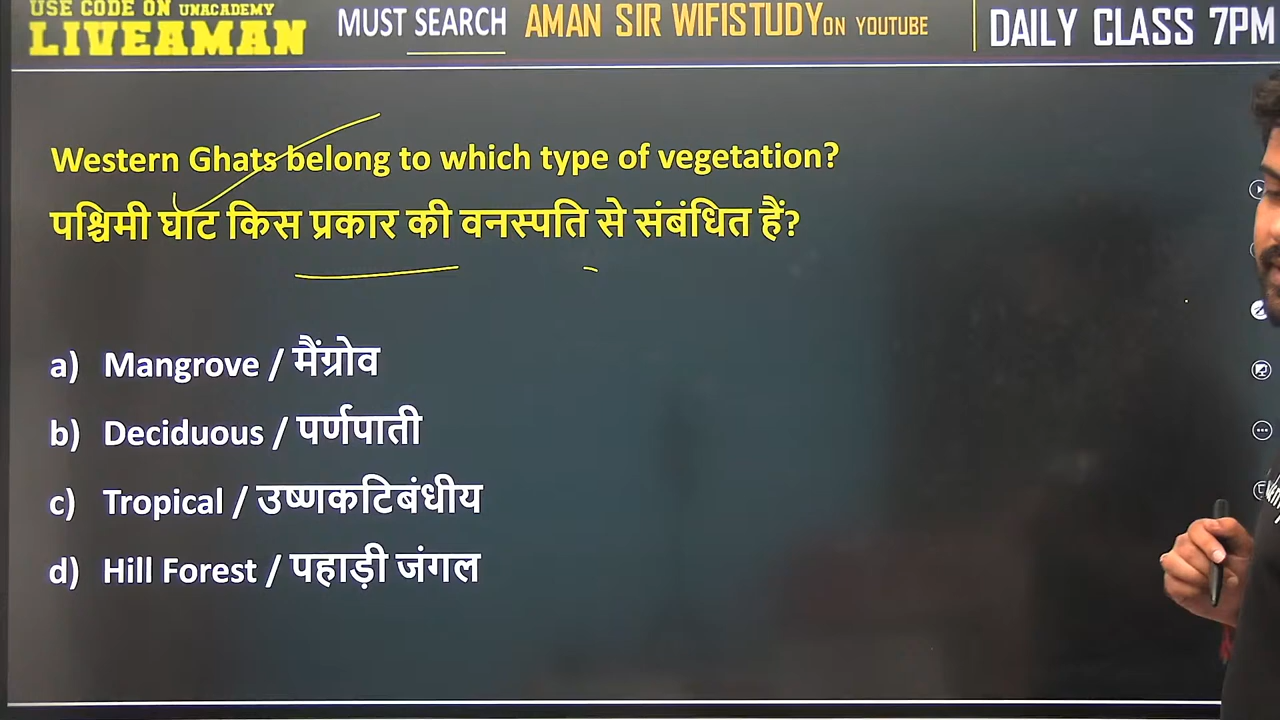 USE CODE ON UNACADEMY
LIVEAMAN
MUST SEARCH AMAN SIR WIFISTUDY ON YOUTUBE
DAILY CLASS 7PM
Western Ghats belong to which type of vegetation?
पश्चिमी घाट किस प्रकार की वनस्पति से संबंधित हैं?
a) Mangrove / मैंग्रोव
b) Deciduous / पर्णपाती
c) Tropical / उष्णकटिबंधीय
d) Hill Forest / पहाड़ी जंगल